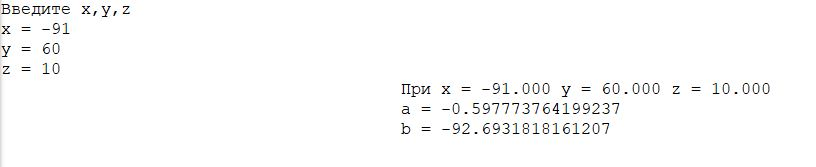 Введите x,y,z
x = -91
y = 60
z = 10
При x = -91.000 y = 60.000 z = 10.000
a = -0.597773764199237
b = -92.6931818161207